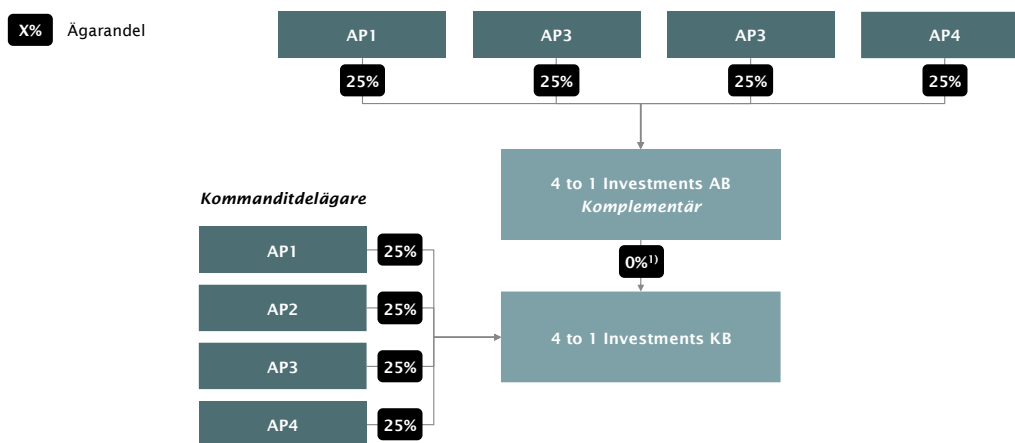 X% Ägarandel
AP1 AP3 AP3 AP4
25% 25% 25% 25%
4 to 1 Investments AB
Komplementär
Kommanditdelägare
0%1)
AP1 25%
AP2 25%
4 to 1 Investments KB
AP3 25%
AP4 25%